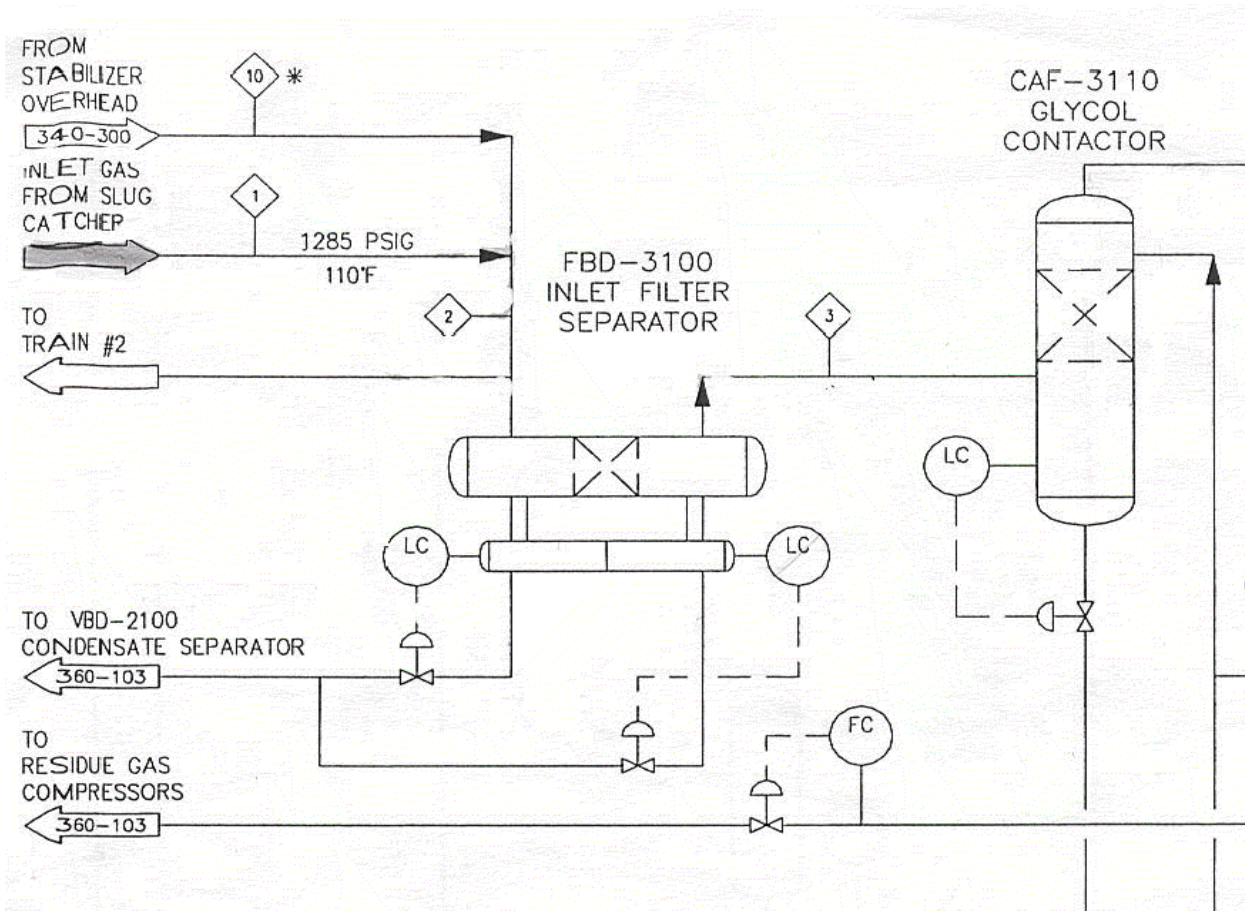 FROM
STABILIZER
OVERHEAD
340-300
10 *
INLET GAS
FROM SLUG
CATCHER
1
1285 PSIG
110°F
TO
TRAIN #2
2
FBD-3100
INLET FILTER
SEPARATOR
3
CAF-3110
GLYCOL
CONTACTOR
LC
LC
LC
TO VBD-2100
CONDENSATE SEPARATOR
360-103
TO
RESIDUE GAS
COMPRESSORS
360-103
FC